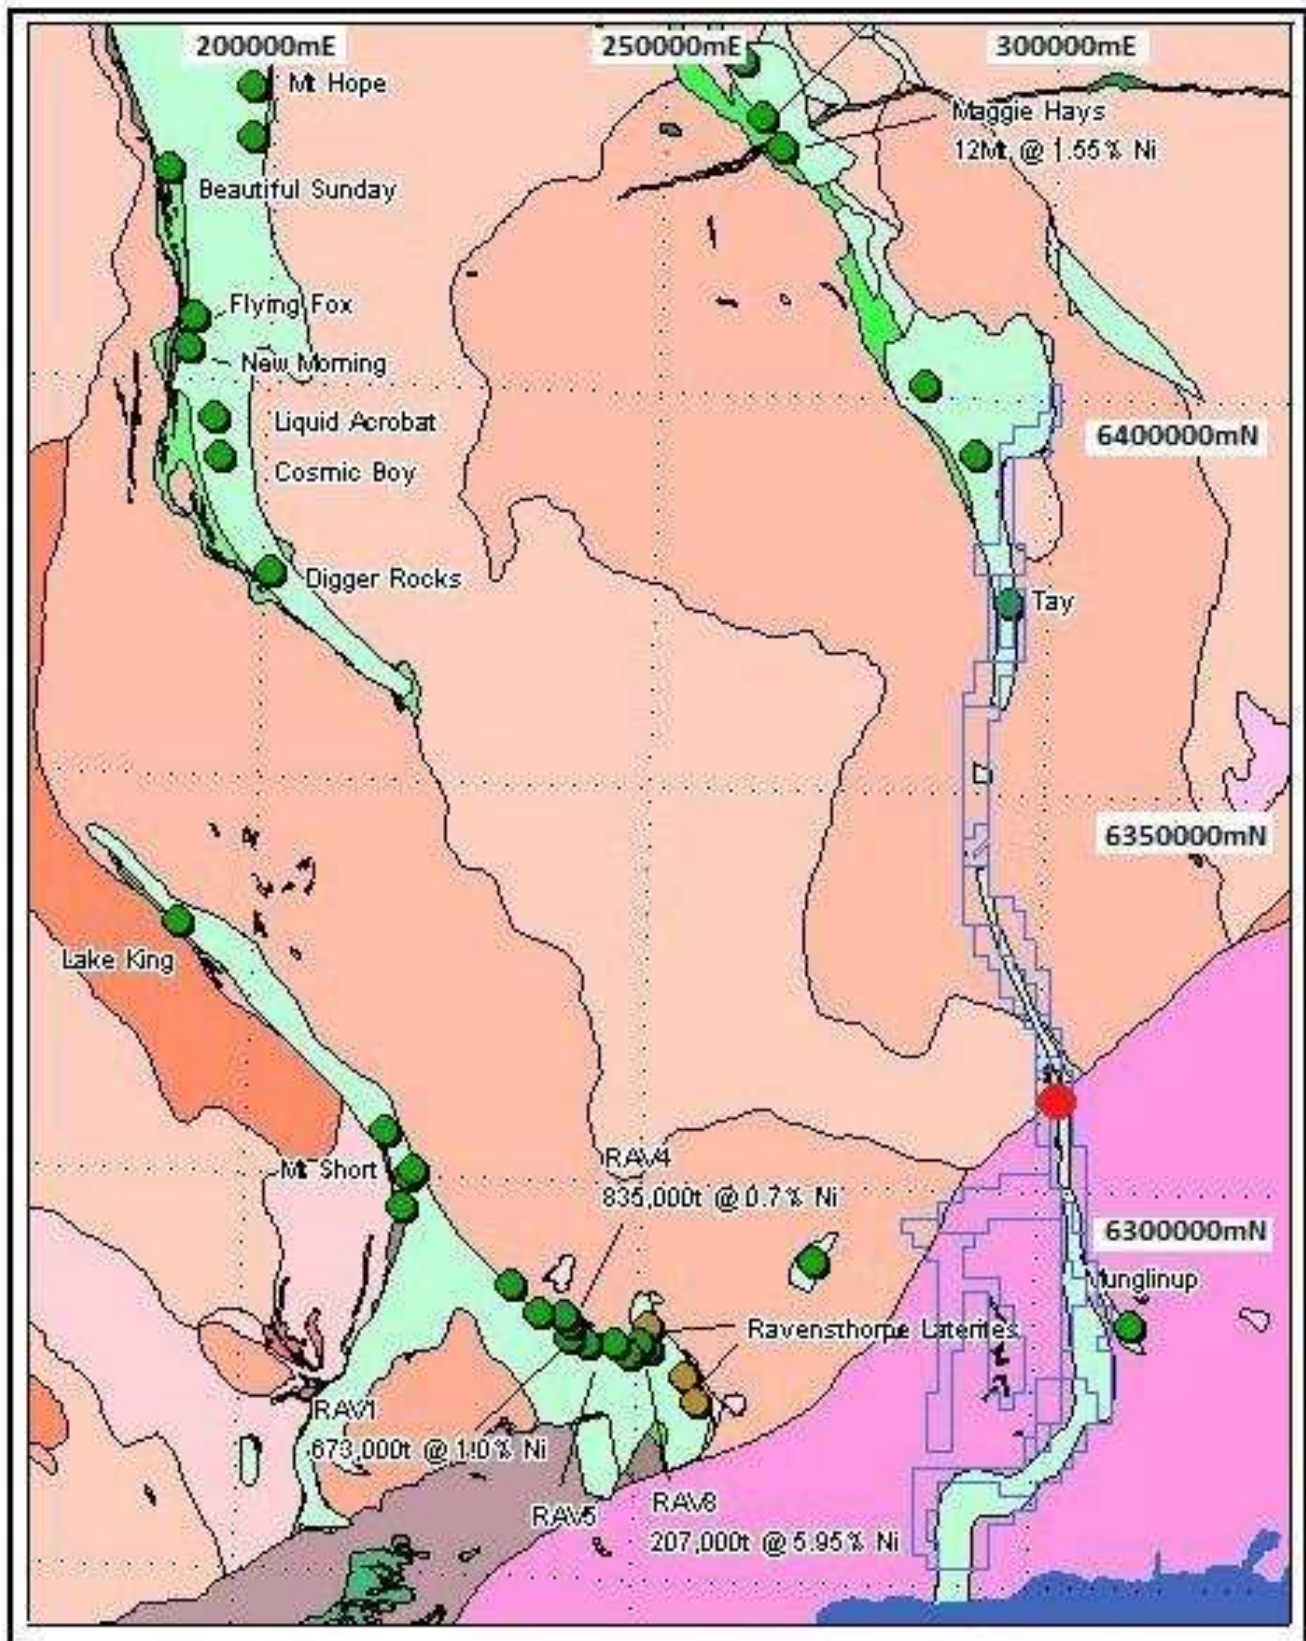 200000mE
250000mE
300000mE
Mt Hope
Maggie Hays
12Mt @ 1.55% Ni
Beautiful Sunday
Flying Fox
New Morning
Liquid Acrobat
6400000mN
Cosmic Boy
Digger Rocks
Tay
6350000mN
Lake King
RAV4
Mt Short
835,000t @ 0.7% Ni
6300000mN
Munglinup
Ravensthorpe Laterites
RAV1
673,000t @ 1.0% Ni
RAV8
RAV5
207,000t @ 5.95% Ni